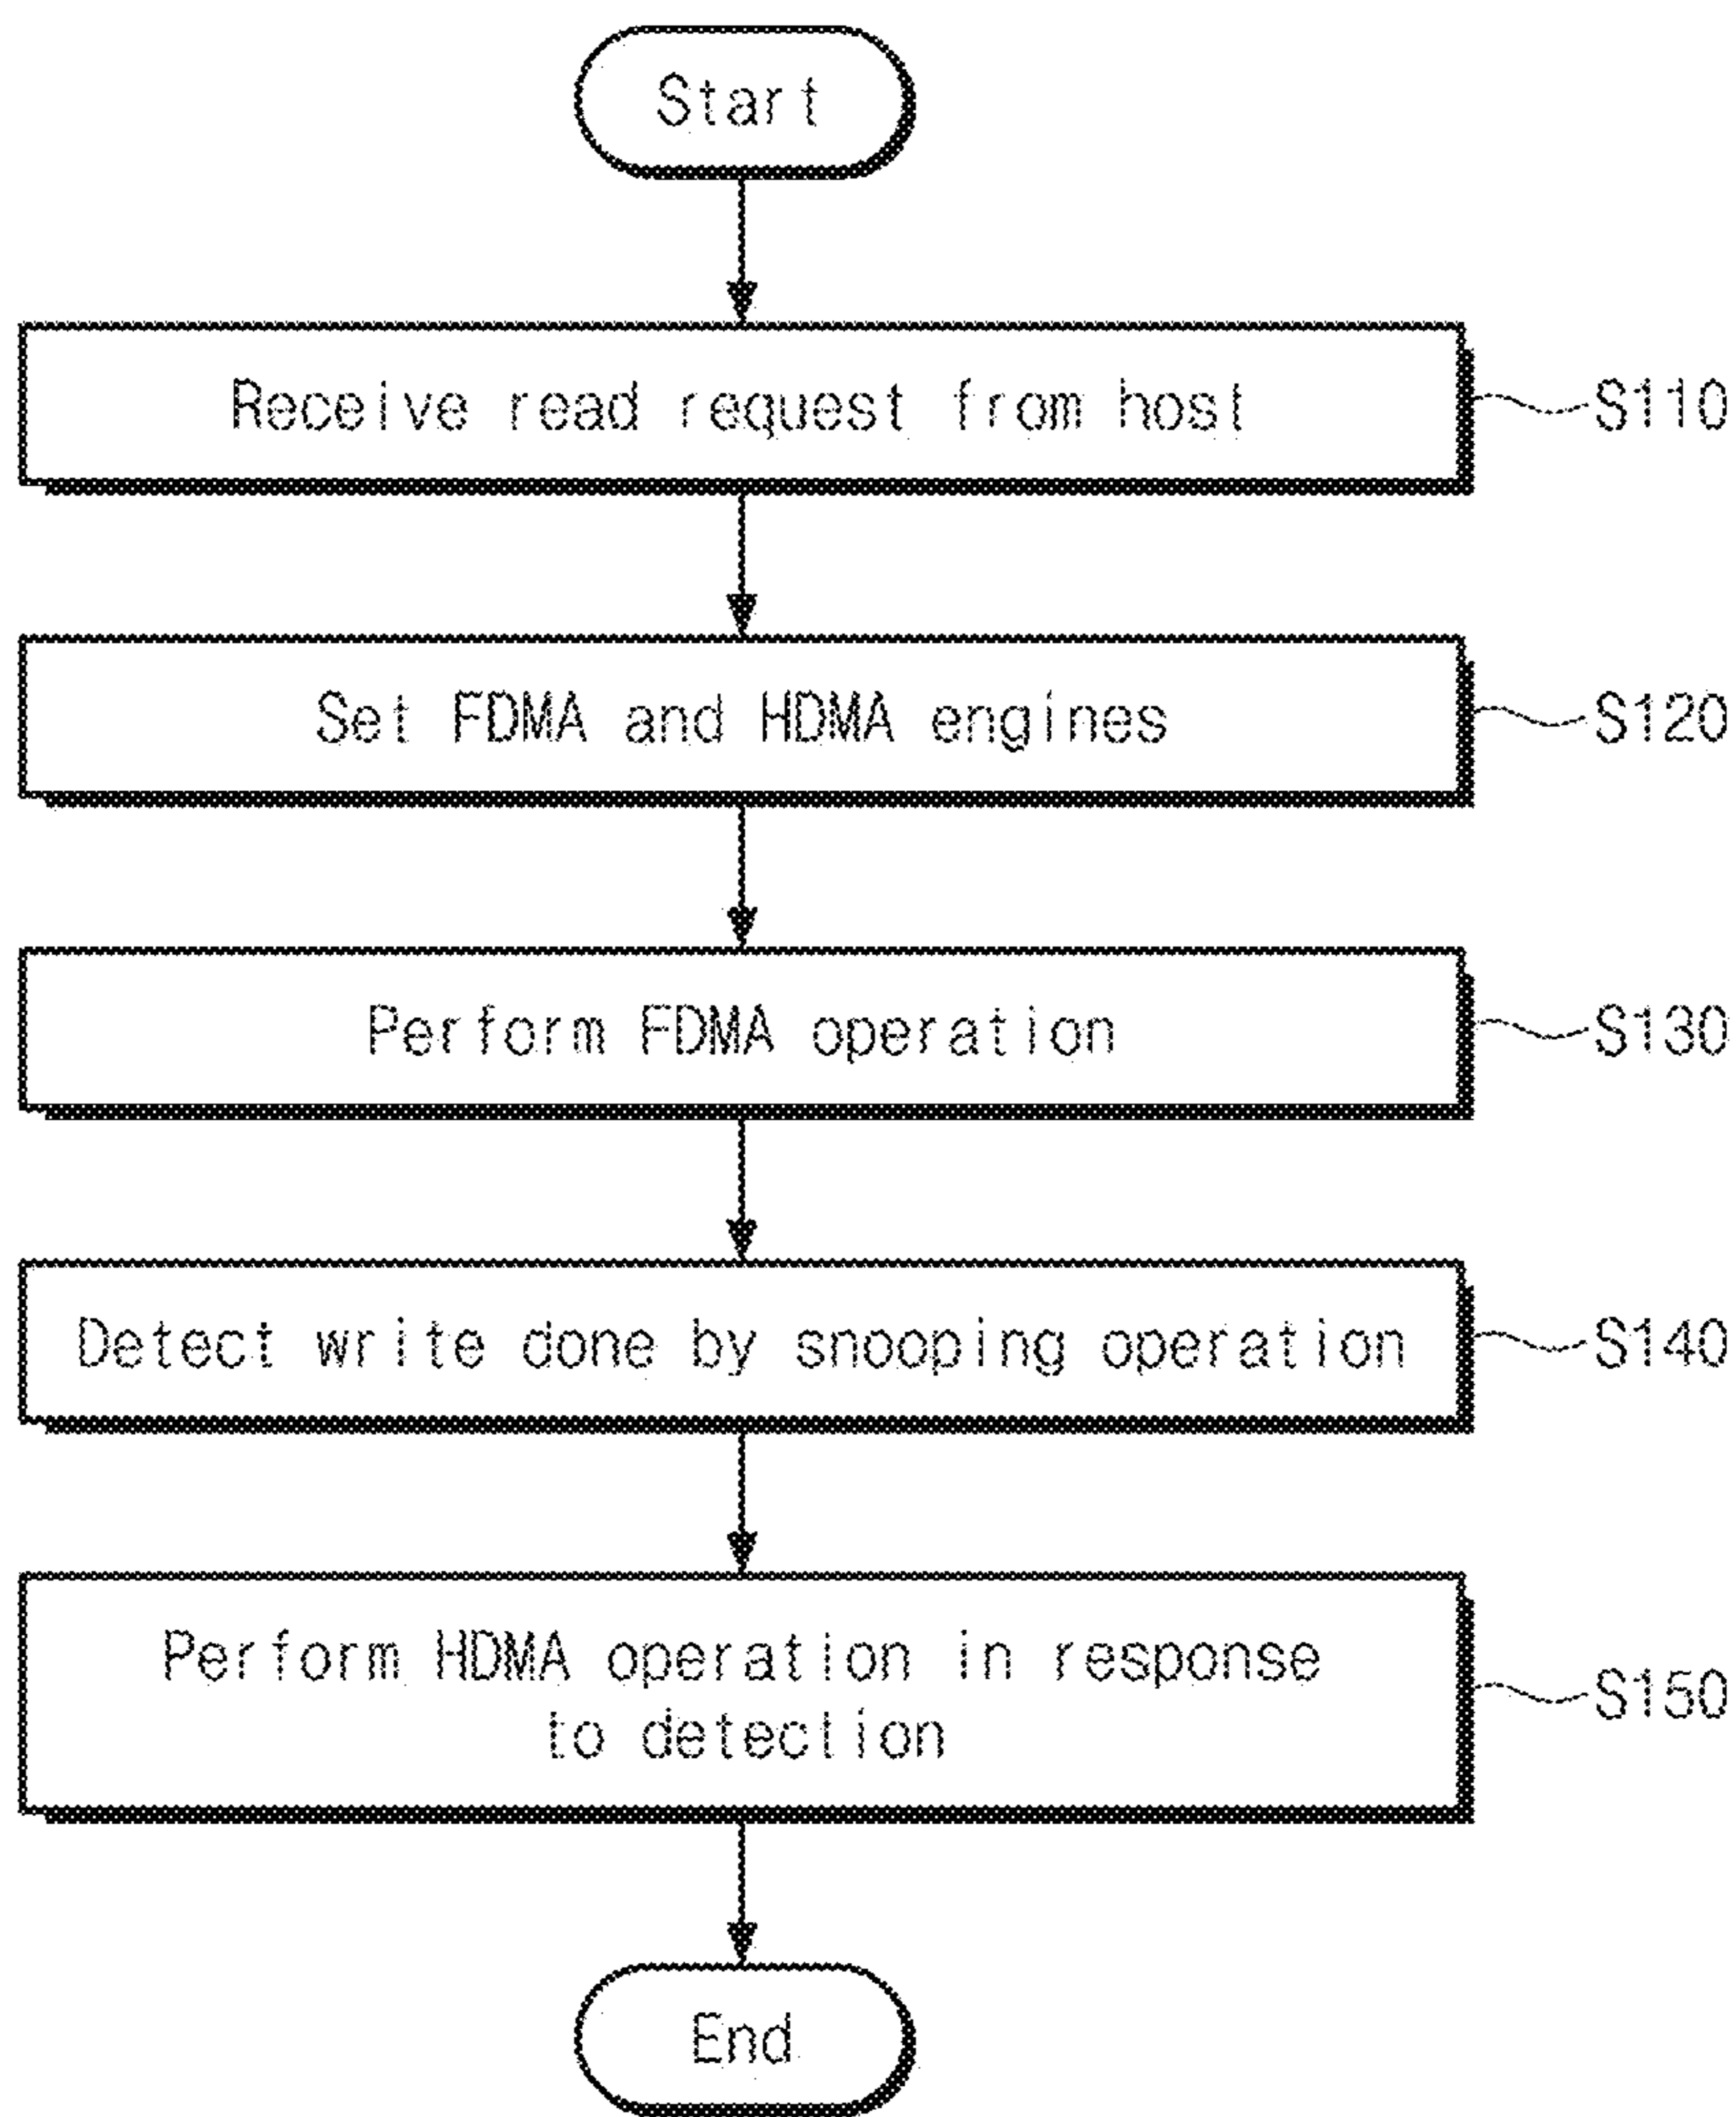 Start
Receive read request from host
S110
Set FDMA and HDMA engines
S120
Perform FDMA operation
S130
Detect write done by snooping operation
S140
Perform HDMA operation in response
to detection
S150
End